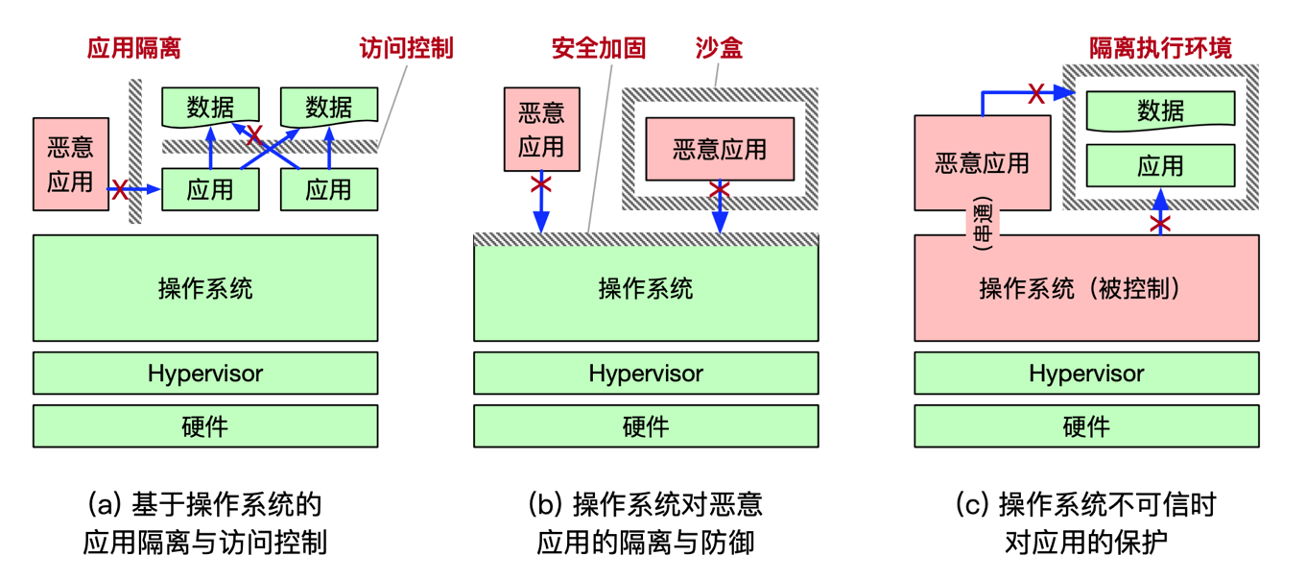 应用隔离
访问控制
数据
数据
恶意
应用
X
X
应用
应用
操作系统
Hypervisor
硬件
(a) 基于操作系统的
应用隔离与访问控制
安全加固
沙盒
恶意
应用
恶意应用
X
X
操作系统
Hypervisor
硬件
(b) 操作系统对恶意
应用的隔离与防御
隔离执行环境
X
数据
恶意应用
应用
(串通)
X
操作系统（被控制）
Hypervisor
硬件
(c) 操作系统不可信时
对应用的保护